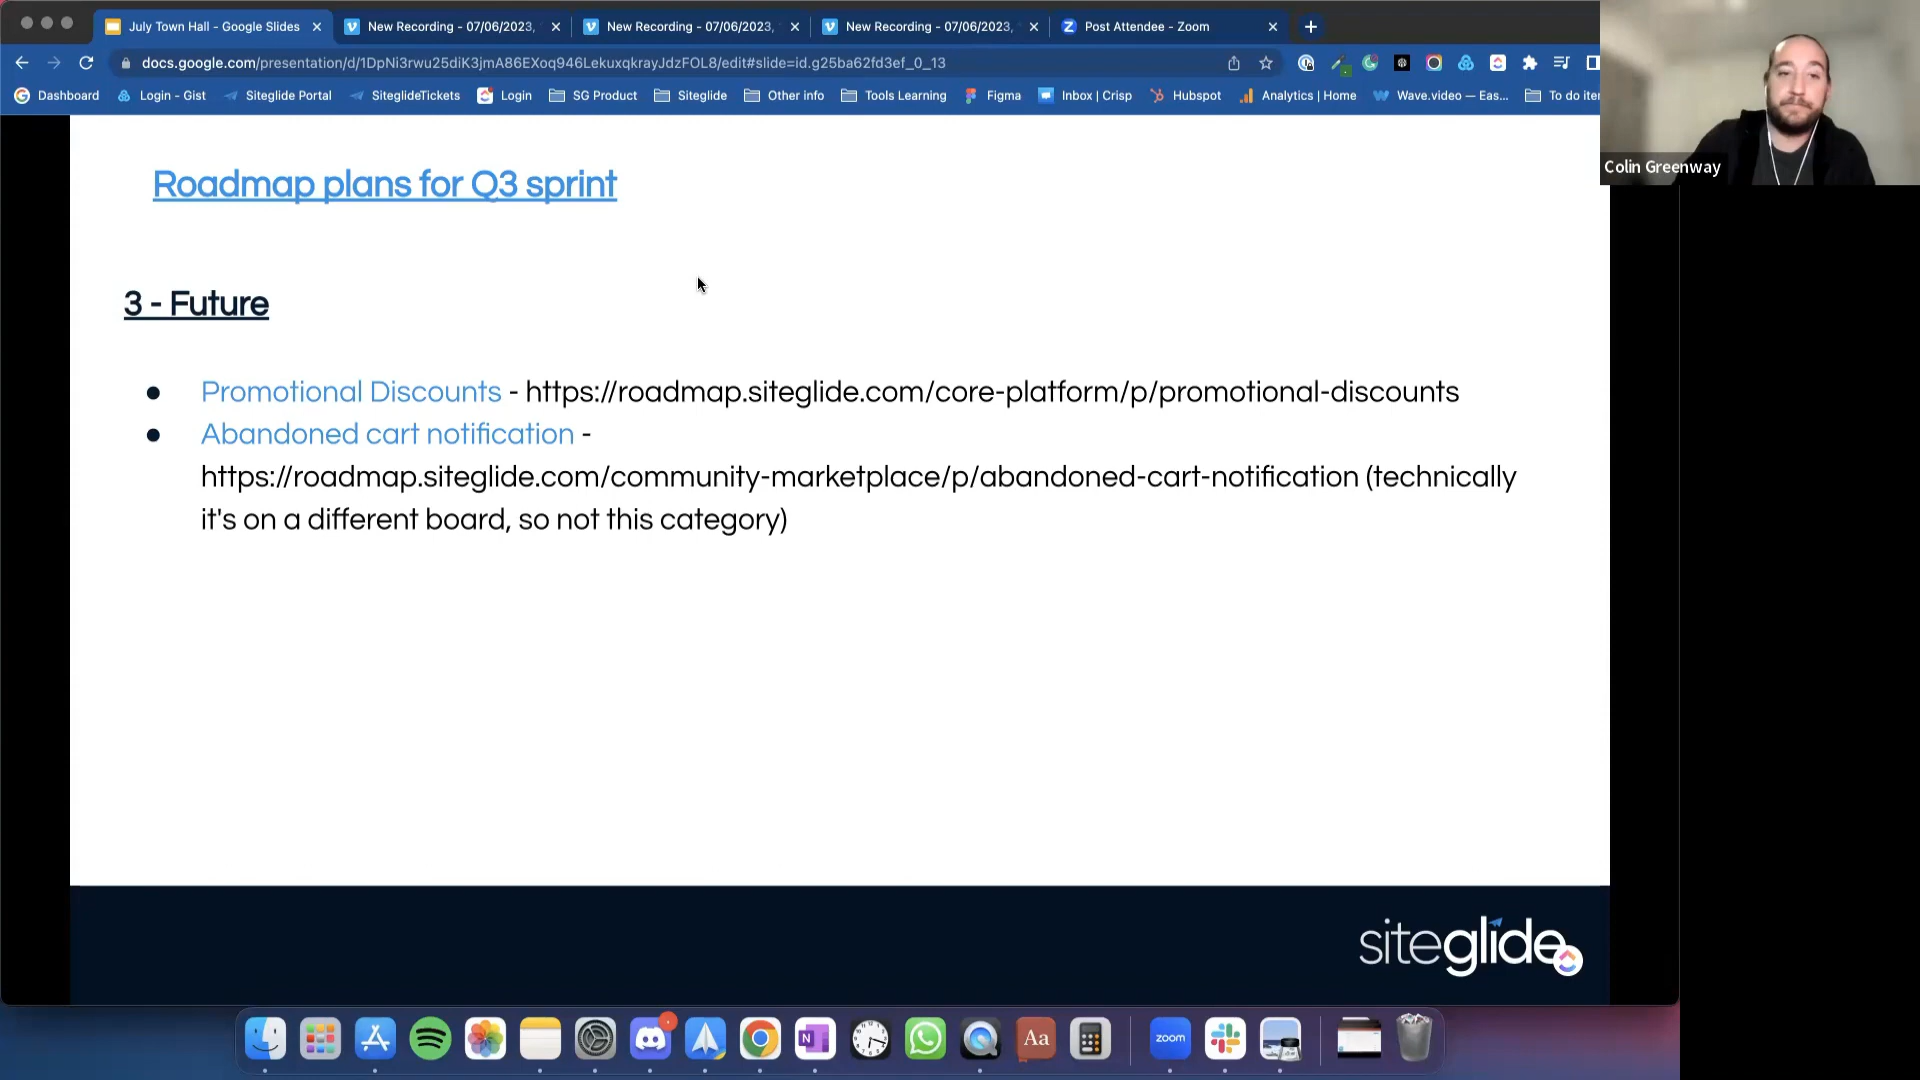 July Town Hall - Google Slides
New Recording - 07/06/2023,
New Recording - 07/06/2023,
New Recording - 07/06/2023,
Post Attendee - Zoom
docs.google.com/presentation/d/1DpNi3rwu25diK3jmA86EXoq946LekuxqkrayJdzFOL8/edit#slide=id.g25ba62fd3ef_0_13
Dashboard
Login - Gist
Siteglide Portal
SiteglideTickets
Login
SG Product
Siteglide
Other info
Tools Learning
Figma
Inbox | Crisp
Hubspot
Analytics | Home
Wave.video — Eas...
To do iter
Colin Greenway
Roadmap plans for Q3 sprint
3 - Future
● Promotional Discounts - https://roadmap.siteglide.com/core-platform/p/promotional-discounts
● Abandoned cart notification -
https://roadmap.siteglide.com/community-marketplace/p/abandoned-cart-notification (technically
it's on a different board, so not this category)
siteglide
Aa
zoom